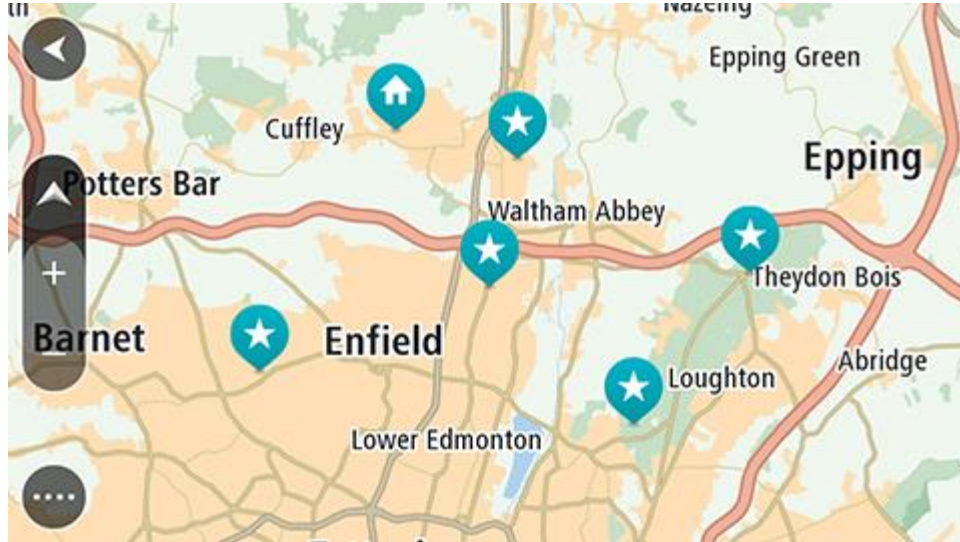 Nazeing
Epping Green
Cuffley
Epping
Potters Bar
Waltham Abbey
Theydon Bois
Barnet
Enfield
Abridge
Loughton
Lower Edmonton